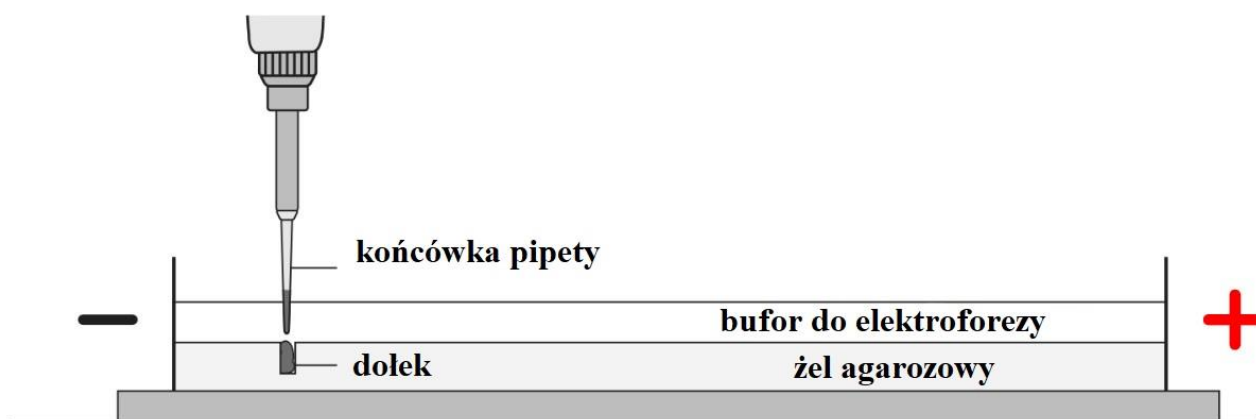 końcówka pipety
bufor do elektroforezy
dołek
żel agarozowy